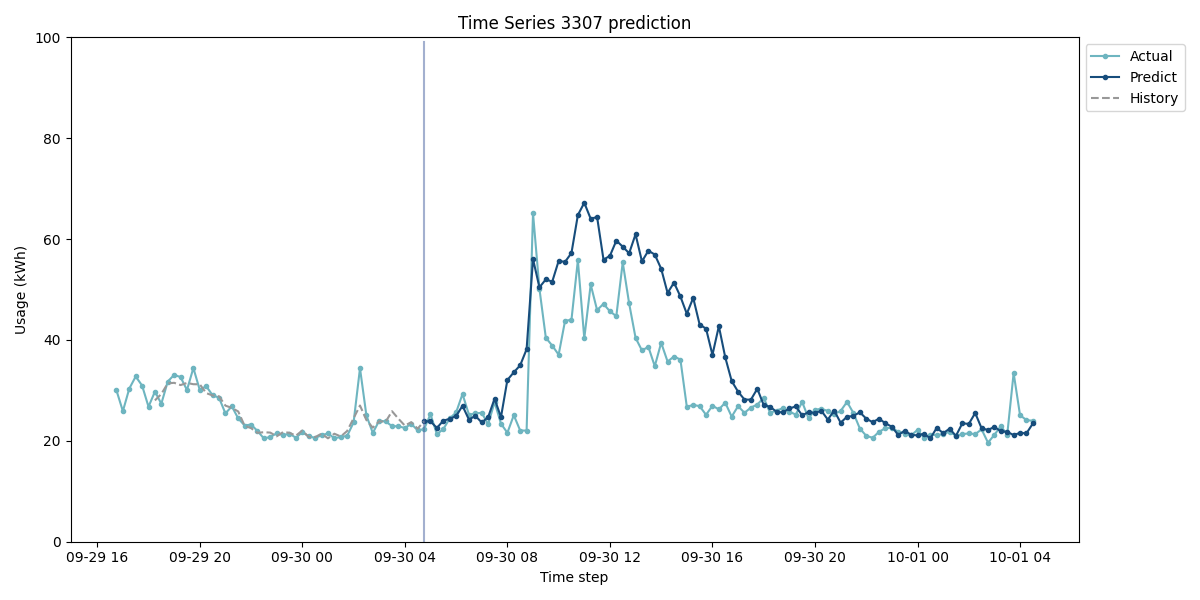 Time Series 3307 prediction
100
80
60
40
20
0
Usage (kWh)
09-29 16
09-29 20
09-30 00
09-30 04
09-30 08
09-30 12
09-30 16
09-30 20
10-01 00
10-01 04
Time step
Actual
Predict
History